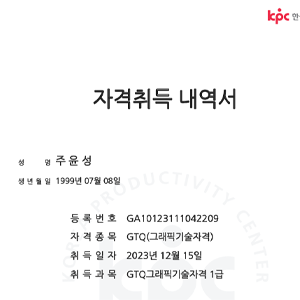 kpc 한
자격취득 내역서
성 명 주윤성
생년월일 1999년 07월 08일
등록번호 GA10123111042209
자격종목 GTQ(그래픽기술자격)
취득일자 2023년 12월 15일
취득과목 GTQ그래픽기술자격 1급
KOREA PRODUCTIVITY CENTER